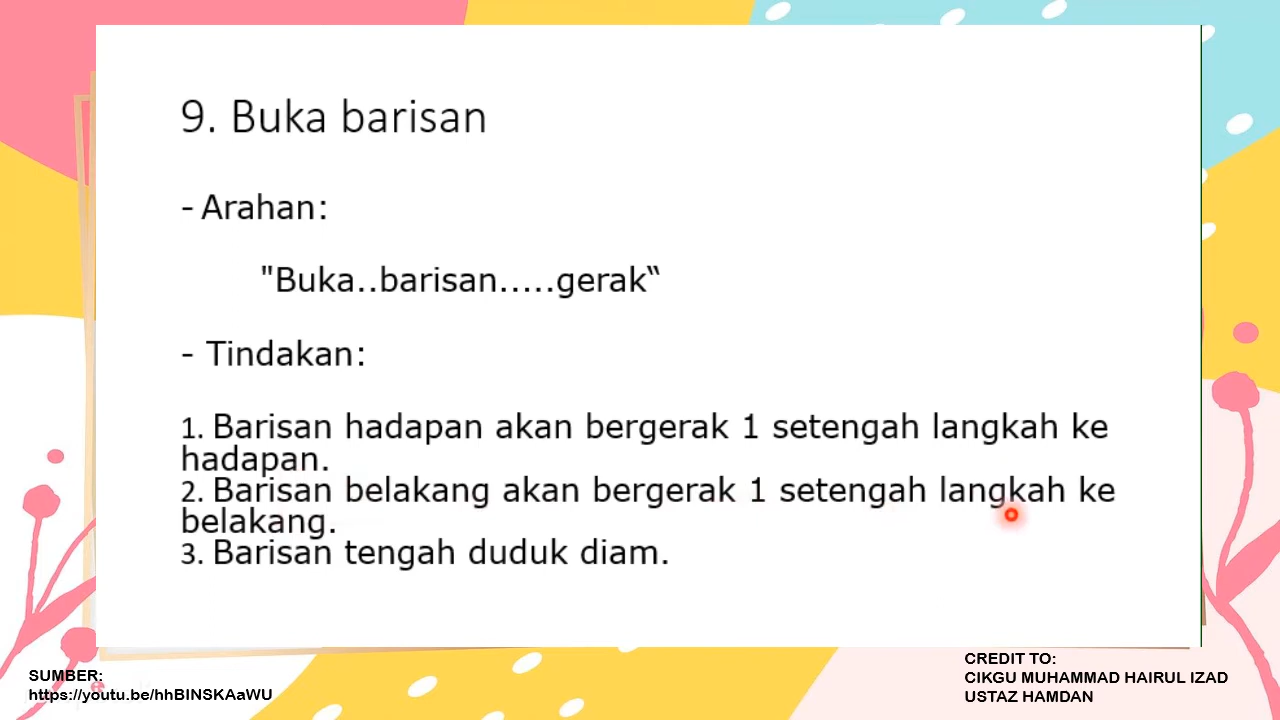 9. Buka barisan
- Arahan:
"Buka..barisan.....gerak“
- Tindakan:
1. Barisan hadapan akan bergerak 1 setengah langkah ke
hadapan.
2. Barisan belakang akan bergerak 1 setengah langkah ke
belakang.
3. Barisan tengah duduk diam.
SUMBER:
https://youtu.be/hhBINSKAaWU
CREDIT TO:
CIKGU MUHAMMAD HAIRUL IZAD
USTAZ HAMDAN